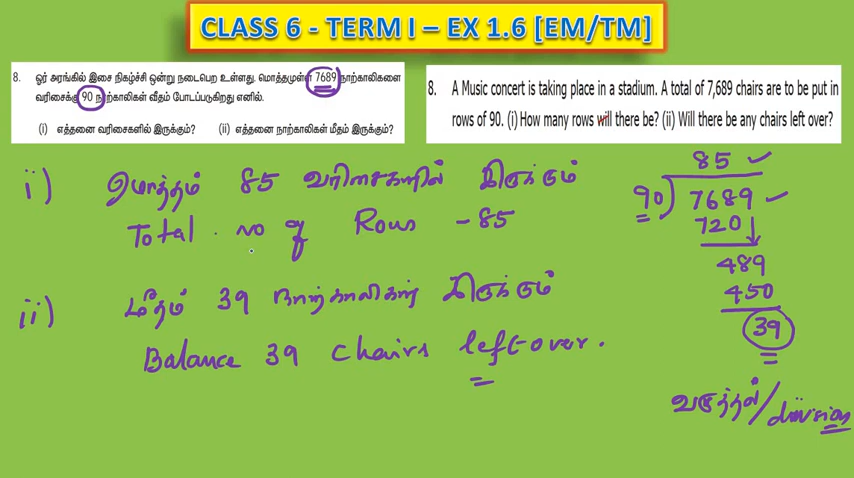 CLASS 6 - TERM I – EX 1.6 [EM/TM]
8. ஓர் அரங்கில் இசை நிகழ்ச்சி ஒன்று நடைபெற உள்ளது. மொத்தமுள்ள 7689 நாற்காலிகளை
வரிசைக்கு 90 நாற்காலிகள் வீதம் போடப்படுகிறது எனில்.
(i) எத்தனை வரிசைகளில் இருக்கும்? (ii) எத்தனை நாற்காலிகள் மீதம் இருக்கும்?
8. A Music concert is taking place in a stadium. A total of 7,689 chairs are to be put in
rows of 90. (i) How many rows will there be? (ii) Will there be any chairs left over?
i) மொத்தம் 85 வரிசைகளில் இருக்கும்
Total no of Rows - 85
ii) மீதம் 39 நாற்காலிகள் இருக்கும்
Balance 39 chairs left over.
85
90 7689
720
489
450
39
வகுத்தல் / division